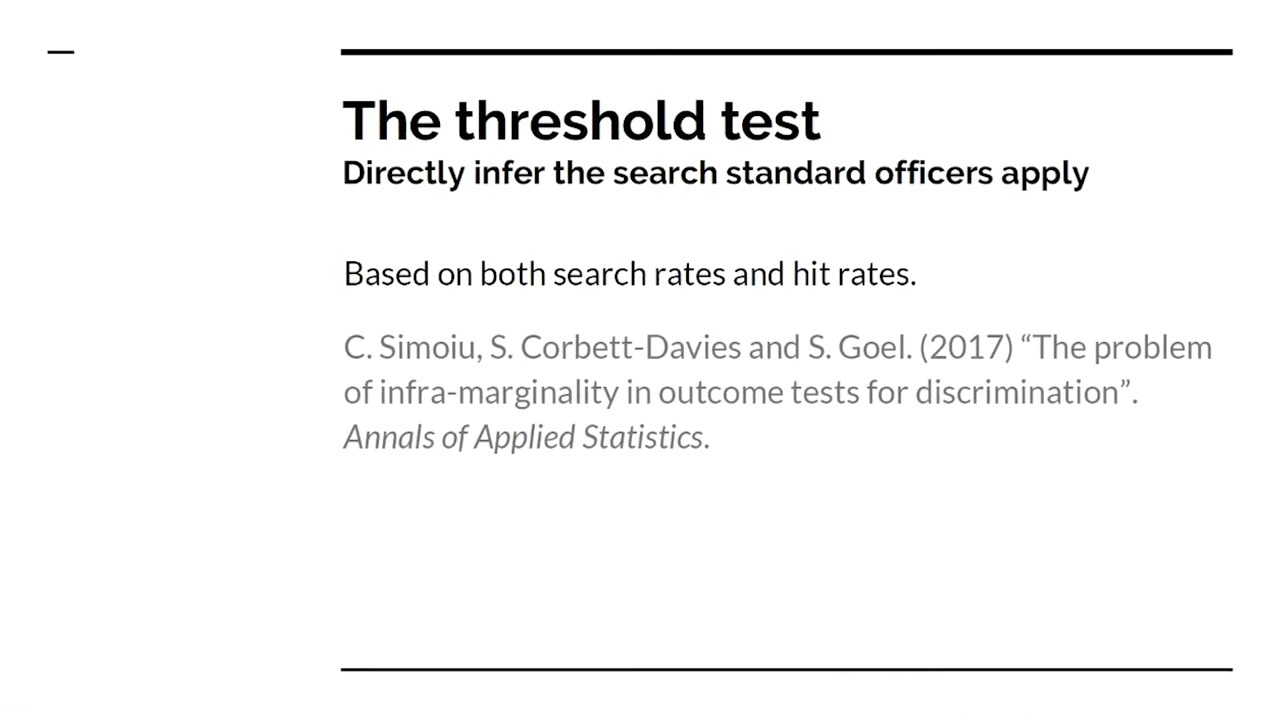 The threshold test
Directly infer the search standard officers apply
Based on both search rates and hit rates.
C. Simoiu, S. Corbett-Davies and S. Goel. (2017) “The problem
of infra-marginality in outcome tests for discrimination”.
Annals of Applied Statistics.